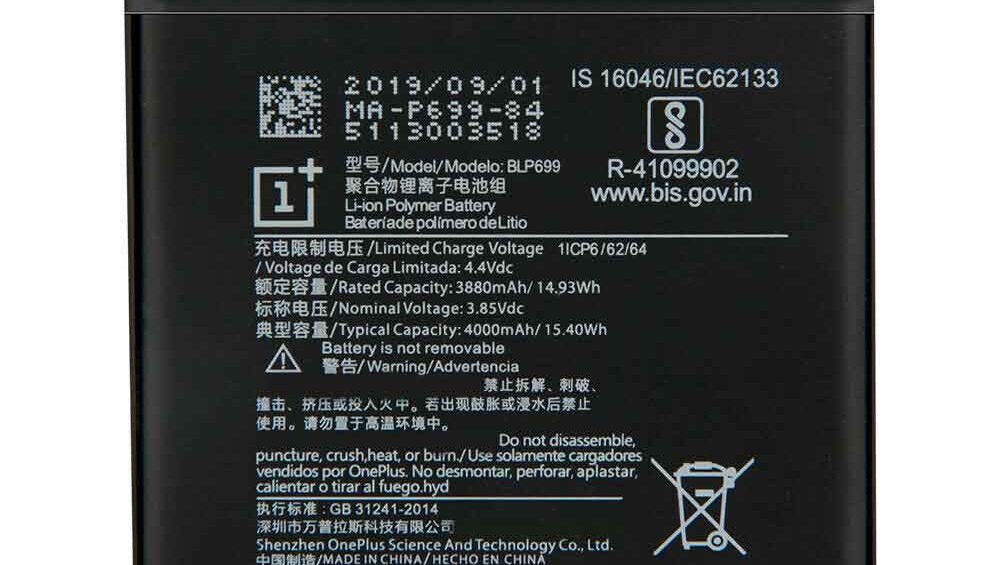 2019/09/01
MA-P699-84
5113003518
IS 16046/IEC62133
R-41099902
www.bis.gov.in
1+
型号/Model/Modelo: BLP699
聚合物锂离子电池组
Li-ion Polymer Battery
Bateríade polímero de Litio
充电限制电压/Limited Charge Voltage 1ICP6/62/64
/Voltage de Carga Limitada: 4.4Vdc
额定容量/Rated Capacity: 3880mAh/ 14.93Wh
标称电压/Nominal Voltage: 3.85Vdc
典型容量/Typical Capacity: 4000mAh/ 15.40Wh
Battery is not removable
警告/Warning/Advertencia
禁止拆解、刺破、
撞击、挤压或投入火中。若出现鼓胀或浸水后禁止
使用。请勿置于高温环境中。
Do not disassemble,
puncture, crush,heat, or burn./Use solamente cargadores
vendidos por OnePlus. No desmontar, perforar, aplastar,
calientar o tirar al fuego.hyd
执行标准: GB 31241-2014
深圳市万普拉斯科技有限公司
Shenzhen OnePlus Science And Technology Co., Ltd.
中国制造/MADE IN CHINA/HECHO EN CHINA